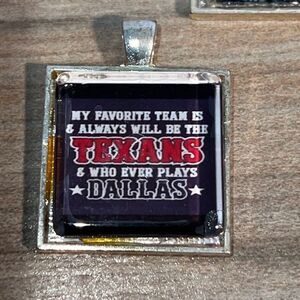 MY FAVORITE TEAM IS
& ALWAYS WILL BE THE
TEXANS
& WHO EVER PLAYS
DALLAS